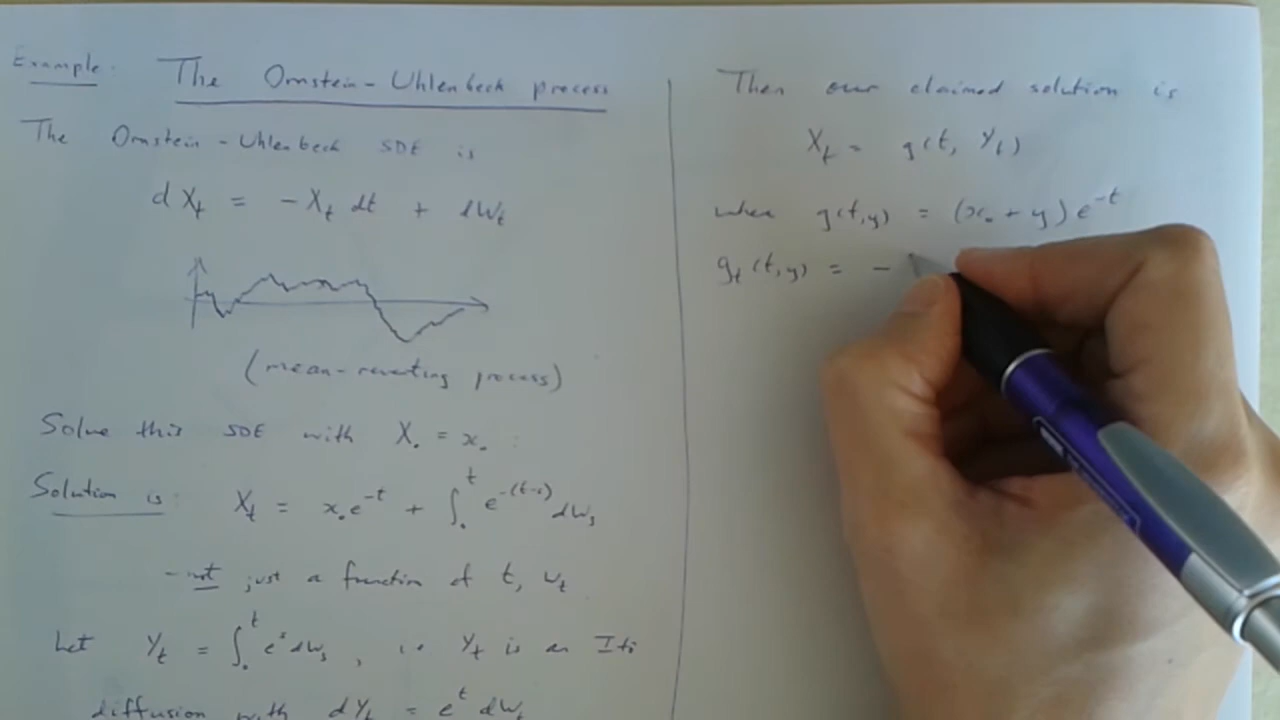 Example: The Ornstein-Uhlenbeck process
The Ornstein-Uhlenbeck SDE is
dX_t = -X_t dt + dW_t
(mean-reverting process)
Solve this SDE with X_0 = x_0 :
Solution is: X_t = x_0 e^{-t} + ∫_0^t e^{-(t-s)} dW_s
- not just a function of t, W_t
Let Y_t = ∫_0^t e^s dW_s , so Y_t is an Itô
diffusion with dY_t = e^t dW_t
Then our claimed solution is
X_t = g(t, Y_t)
where g(t,y) = (x_0 + y) e^{-t}
g_t(t,y) = -